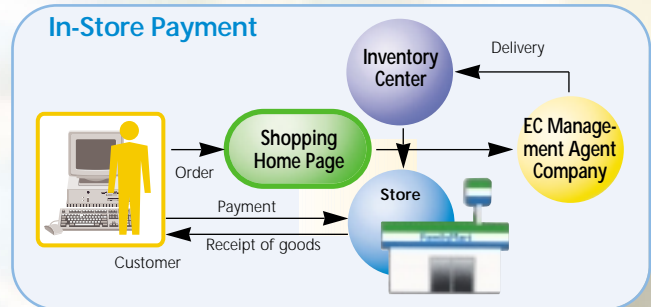 In-Store Payment
Inventory
Center
Delivery
EC Manage-
ment Agent
Company
Shopping
Home Page
Order
Store
Payment
Receipt of goods
Customer
FamilyMart